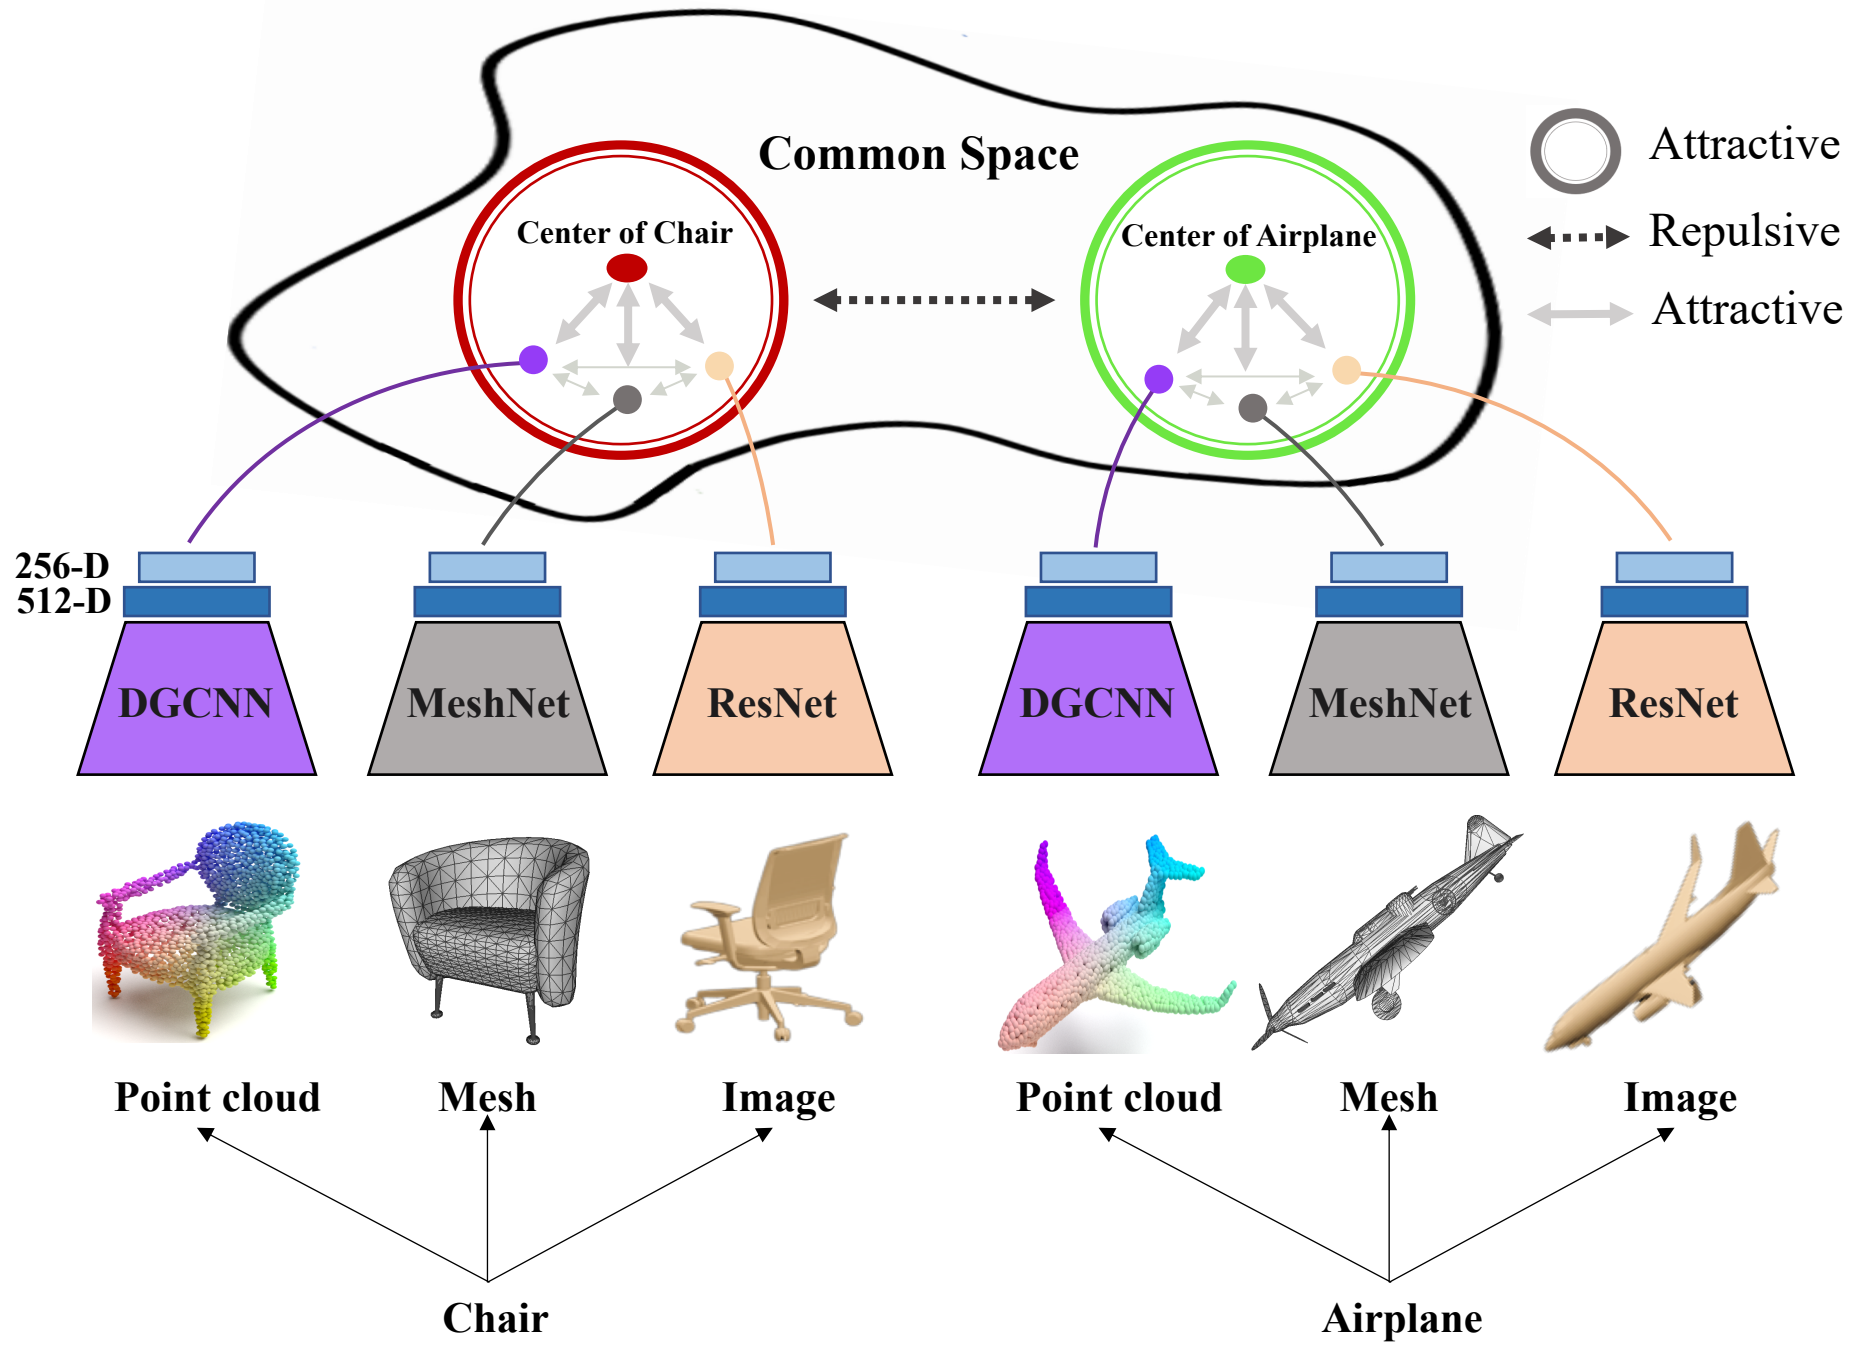 Common Space
Attractive
Repulsive
Attractive
Center of Chair
Center of Airplane
256-D
512-D
DGCNN
MeshNet
ResNet
DGCNN
MeshNet
ResNet
Point cloud
Mesh
Image
Point cloud
Mesh
Image
Chair
Airplane